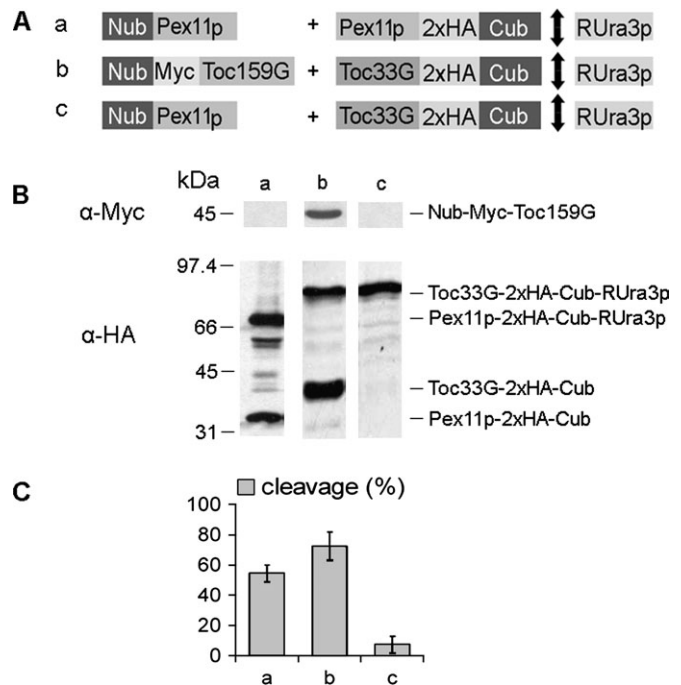 A a Nub Pex11p + Pex11p 2xHA Cub RUra3p
b Nub Myc Toc159G + Toc33G 2xHA Cub RUra3p
c Nub Pex11p + Toc33G 2xHA Cub RUra3p
B kDa a b c
α-Myc 45 Nub-Myc-Toc159G
97.4
Toc33G-2xHA-Cub-RUra3p
66 Pex11p-2xHA-Cub-RUra3p
α-HA
45
Toc33G-2xHA-Cub
Pex11p-2xHA-Cub
31
C cleavage (%)
100
80
60
40
20
0
a b c